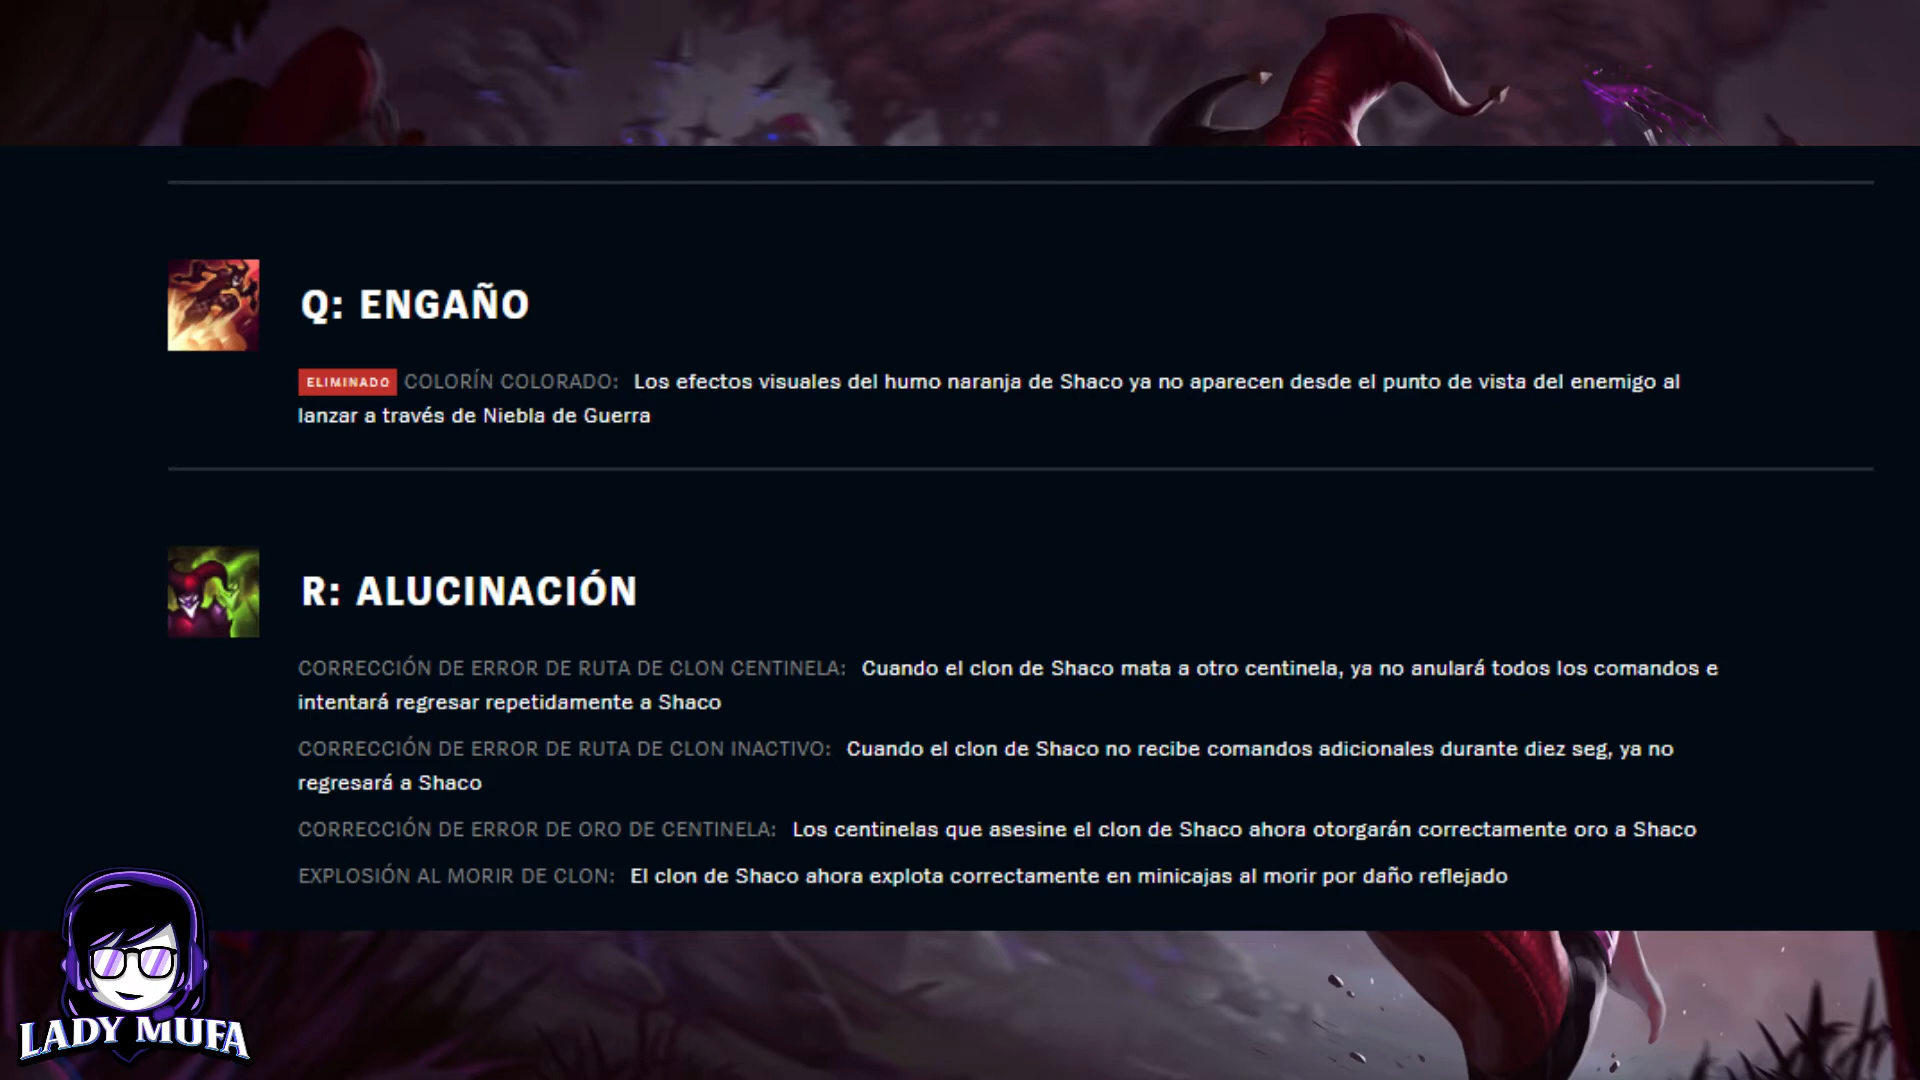 Q: ENGAÑO
ELIMINADO COLORÍN COLORADO: Los efectos visuales del humo naranja de Shaco ya no aparecen desde el punto de vista del enemigo al
lanzar a través de Niebla de Guerra
R: ALUCINACIÓN
CORRECCIÓN DE ERROR DE RUTA DE CLON CENTINELA: Cuando el clon de Shaco mata a otro centinela, ya no anulará todos los comandos e
intentará regresar repetidamente a Shaco
CORRECCIÓN DE ERROR DE RUTA DE CLON INACTIVO: Cuando el clon de Shaco no recibe comandos adicionales durante diez seg, ya no
regresará a Shaco
CORRECCIÓN DE ERROR DE ORO DE CENTINELA: Los centinelas que asesine el clon de Shaco ahora otorgarán correctamente oro a Shaco
EXPLOSIÓN AL MORIR DE CLON: El clon de Shaco ahora explota correctamente en minicajas al morir por daño reflejado
LADY MUFA